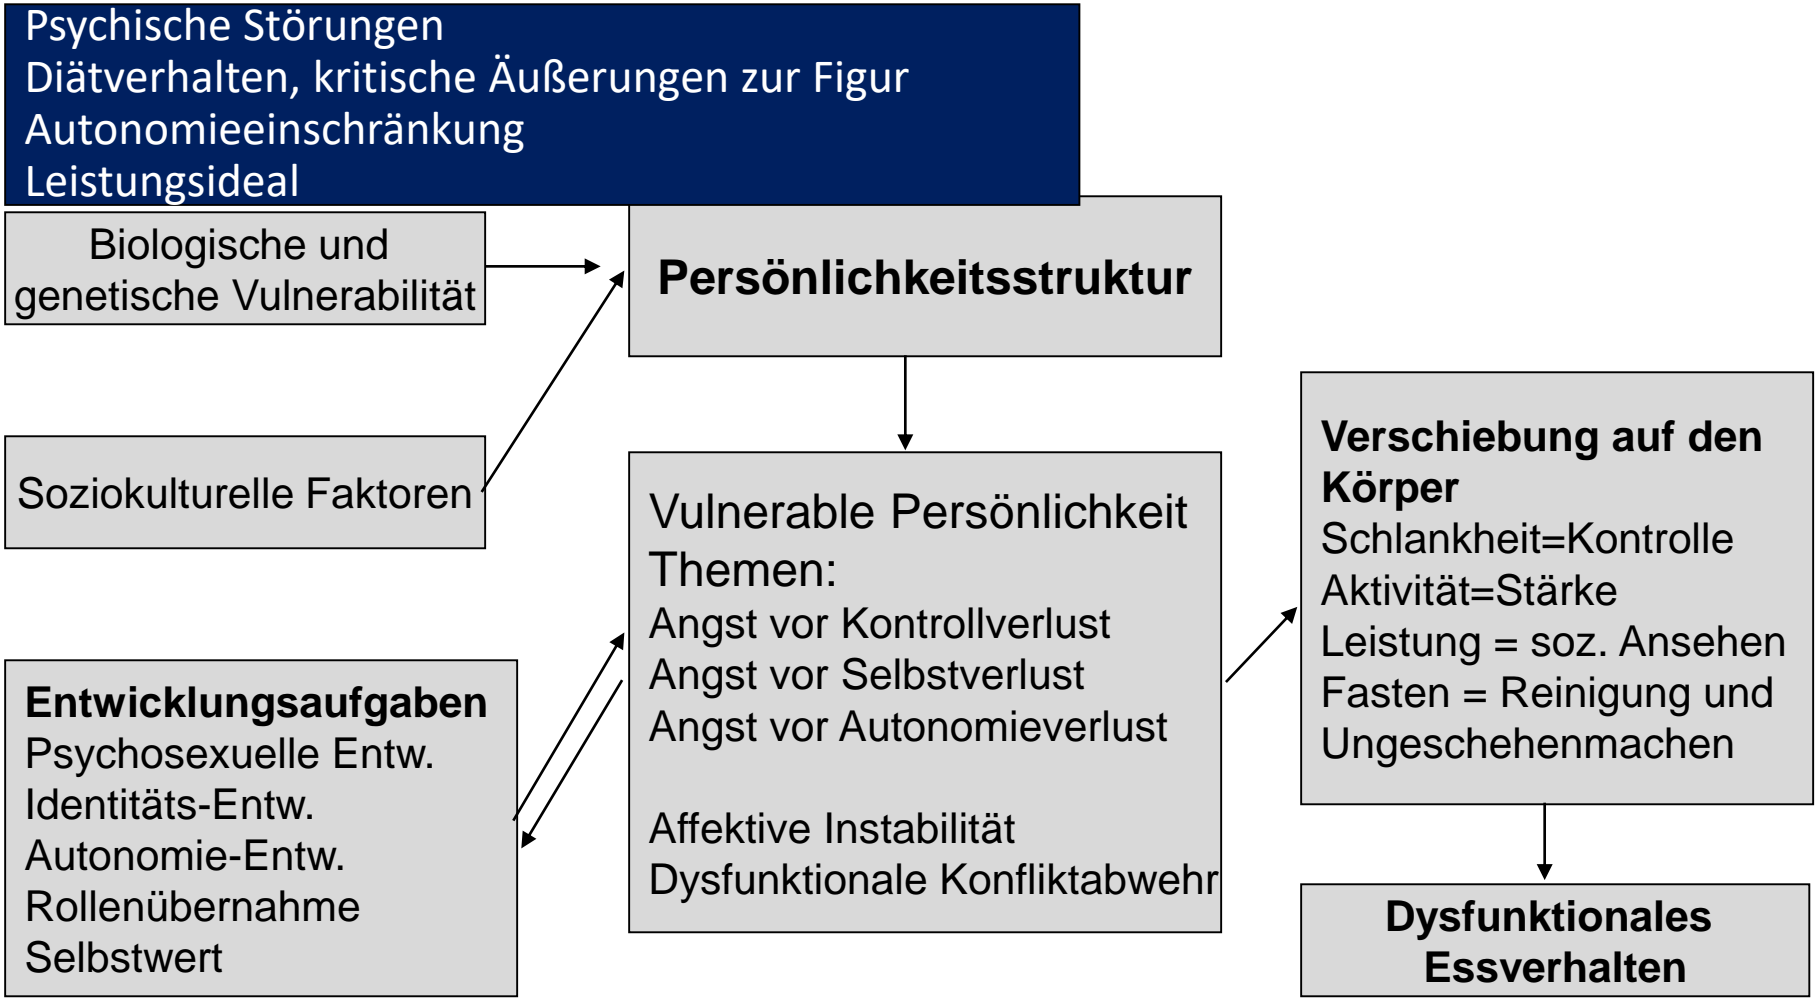 Psychische Störungen
Diätverhalten, kritische Äußerungen zur Figur
Autonomieeinschränkung
Leistungsideal
Biologische und
genetische Vulnerabilität
Persönlichkeitsstruktur
Soziokulturelle Faktoren
Entwicklungsaufgaben
Psychosexuelle Entw.
Identitäts-Entw.
Autonomie-Entw.
Rollenübernahme
Selbstwert
Vulnerable Persönlichkeit
Themen:
Angst vor Kontrollverlust
Angst vor Selbstverlust
Angst vor Autonomieverlust
Affektive Instabilität
Dysfunktionale Konfliktabwehr
Verschiebung auf den
Körper
Schlankheit=Kontrolle
Aktivität=Stärke
Leistung = soz. Ansehen
Fasten = Reinigung und
Ungeschehenmachen
Dysfunktionales
Essverhalten